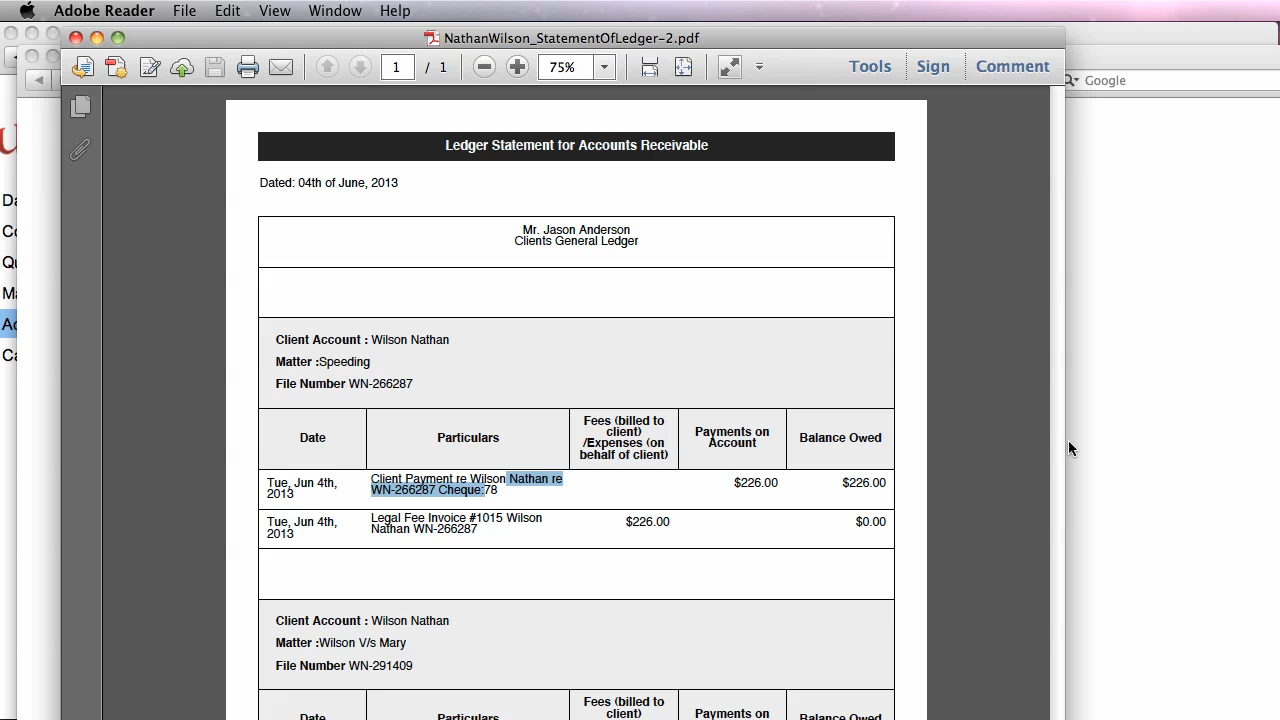 Adobe Reader File Edit View Window Help
NathanWilson_StatementOfLedger-2.pdf
1 / 1 75% Tools Sign Comment
Google
Ledger Statement for Accounts Receivable
Dated: 04th of June, 2013
Mr. Jason Anderson
Clients General Ledger
Client Account : Wilson Nathan
Matter :Speeding
File Number WN-266287
Date
Particulars
Fees (billed to
client)
/Expenses (on
behalf of client)
Payments on
Account
Balance Owed
Tue, Jun 4th,
2013
Client Payment re Wilson Nathan re
WN-266287 Cheque:78
$226.00
$226.00
Tue, Jun 4th,
2013
Legal Fee Invoice #1015 Wilson
Nathan WN-266287
$226.00
$0.00
Client Account : Wilson Nathan
Matter :Wilson V/s Mary
File Number WN-291409
Date
Particulars
Fees (billed to
client)
Payments on
Balance Owed